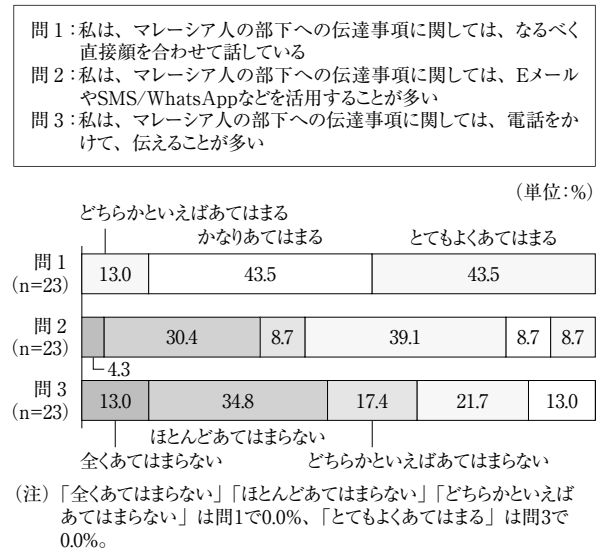 問1：私は、マレーシア人の部下への伝達事項に関しては、なるべく
直接顔を合わせて話している
問2：私は、マレーシア人の部下への伝達事項に関しては、Eメール
やSMS/WhatsAppなどを活用することが多い
問3：私は、マレーシア人の部下への伝達事項に関しては、電話をか
けて、伝えることが多い
（単位：%）
どちらかといえばあてはまる
かなりあてはまる とてもよくあてはまる
問1
(n=23)
13.0 43.5 43.5
問2
(n=23)
30.4 8.7 39.1 8.7 8.7
4.3
問3
(n=23)
13.0 34.8 17.4 21.7 13.0
ほとんどあてはまらない
全くあてはまらない どちらかといえばあてはまらない
（注）「全くあてはまらない」「ほとんどあてはまらない」「どちらかといえば
あてはまらない」は問1で0.0%、「とてもよくあてはまる」は問3で
0.0%。